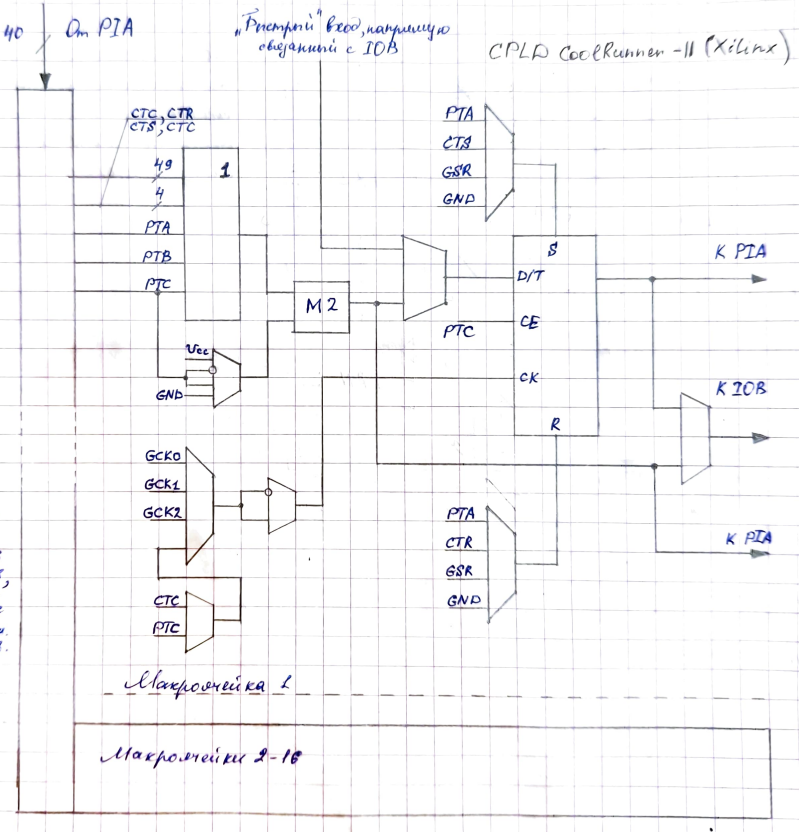 40 От PIA
„Быстрый" вход, напрямую
связанный с IOB
CPLD CoolRunner-II (Xilinx)
CTC, CTR
CTS, CTC
49
4
PTA
PTB
PTC
1
Vcc
GND
M2
PTA
CTS
GSR
GND
S
D/T
CE
CK
R
PTC
К PIA
К IOB
К PIA
GCK0
GCK1
GCK2
CTC
PTC
PTA
CTR
GSR
GND
Макроячейка 1
Макроячейки 2-16